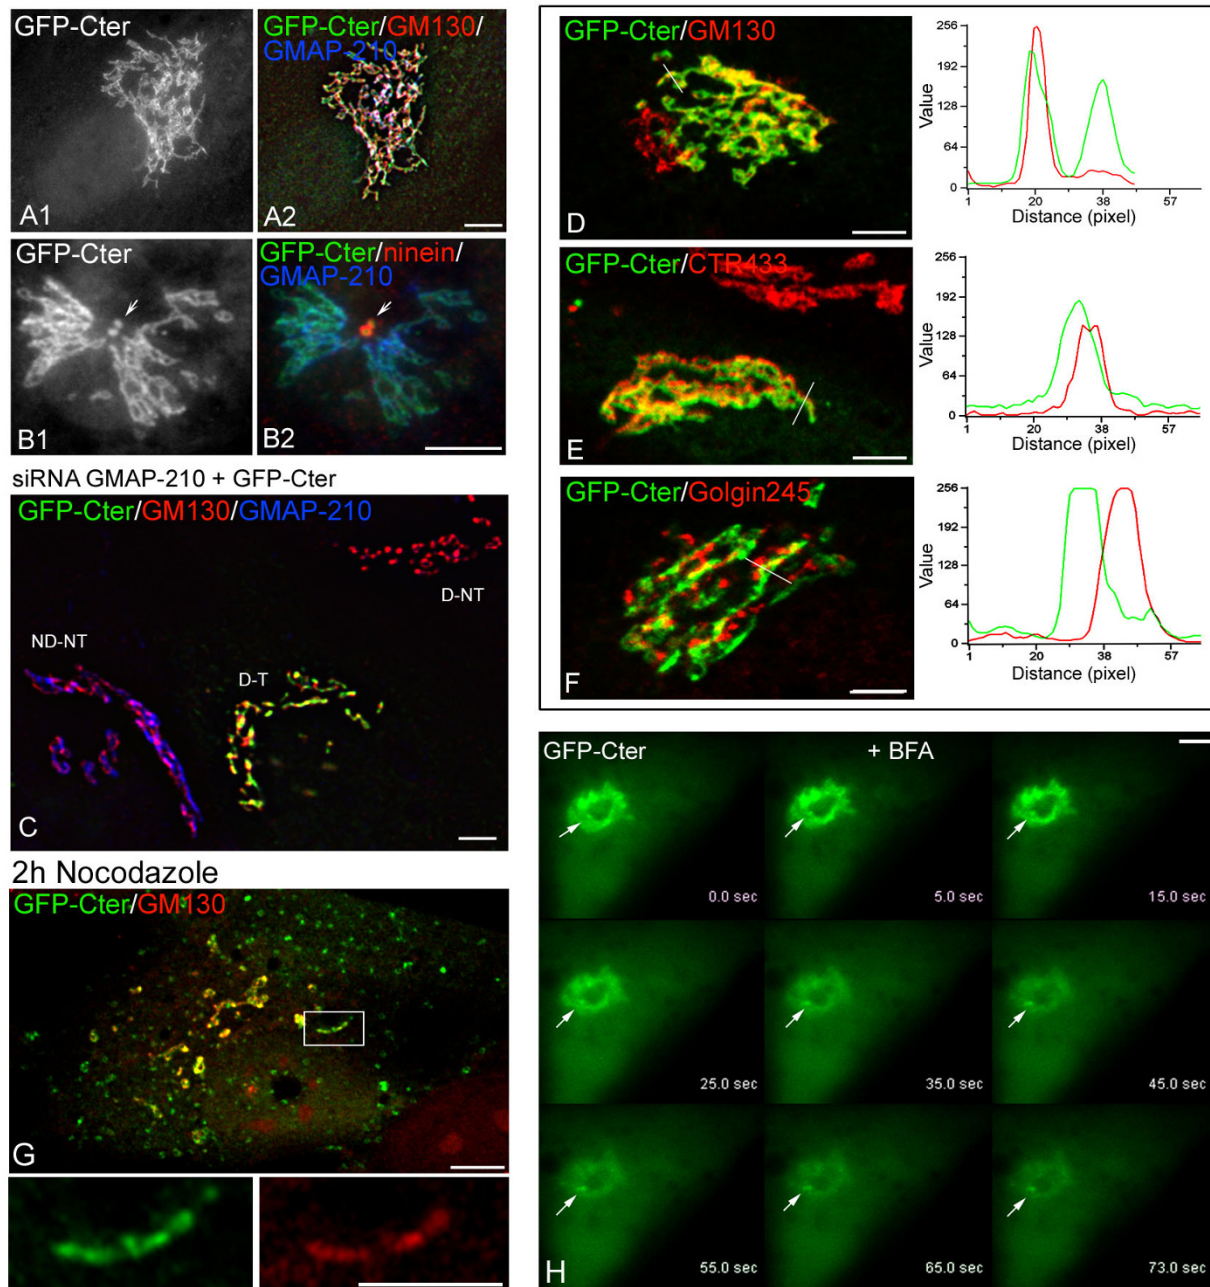 GFP-Cter
A1
GFP-Cter/GM130/
GMAP-210
A2
GFP-Cter
B1
GFP-Cter/ninein/
GMAP-210
B2
siRNA GMAP-210 + GFP-Cter
GFP-Cter/GM130/GMAP-210
D-NT
ND-NT
D-T
C
2h Nocodazole
GFP-Cter/GM130
G
GFP-Cter/GM130
D
256
192
128
64
0
Value
1 20 38 57
Distance (pixel)
GFP-Cter/CTR433
E
256
192
128
64
0
Value
1 20 38 57
GFP-Cter/Golgin245
F
256
192
128
64
0
Value
1 20 38 57
Distance (pixel)
GFP-Cter + BFA
0.0 sec 5.0 sec 15.0 sec
25.0 sec 35.0 sec 45.0 sec
55.0 sec 65.0 sec 73.0 sec
H